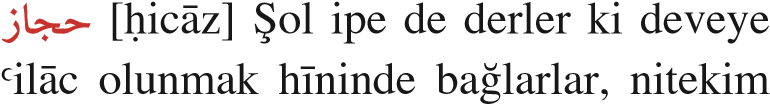 حجاز [ḥicāz] Şol ipe de derler ki deveye
ʿilāc olunmak hīninde bağlarlar, nitekim